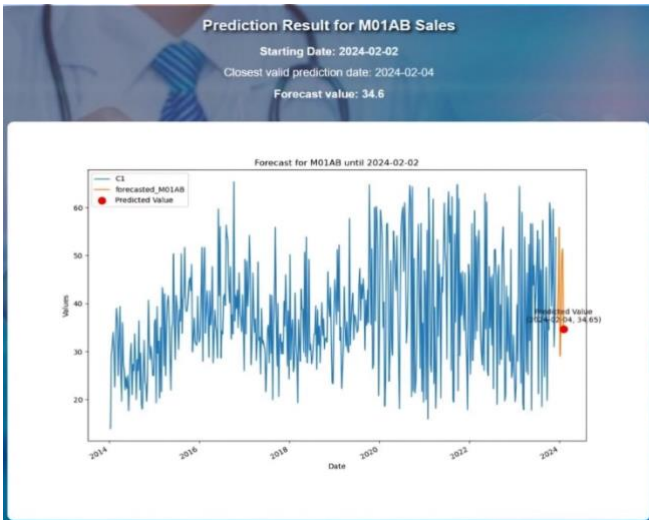 Prediction Result for M01AB Sales
Starting Date: 2024-02-02
Closest valid prediction date: 2024-02-04
Forecast value: 34.6
Forecast for M01AB until 2024-02-02
C1
forecasted_M01AB
Predicted Value
60
50
40
30
20
Values
Predicted Value
(2024-02-04, 34.65)
2014
2016
2018
2020
2022
2024
Date